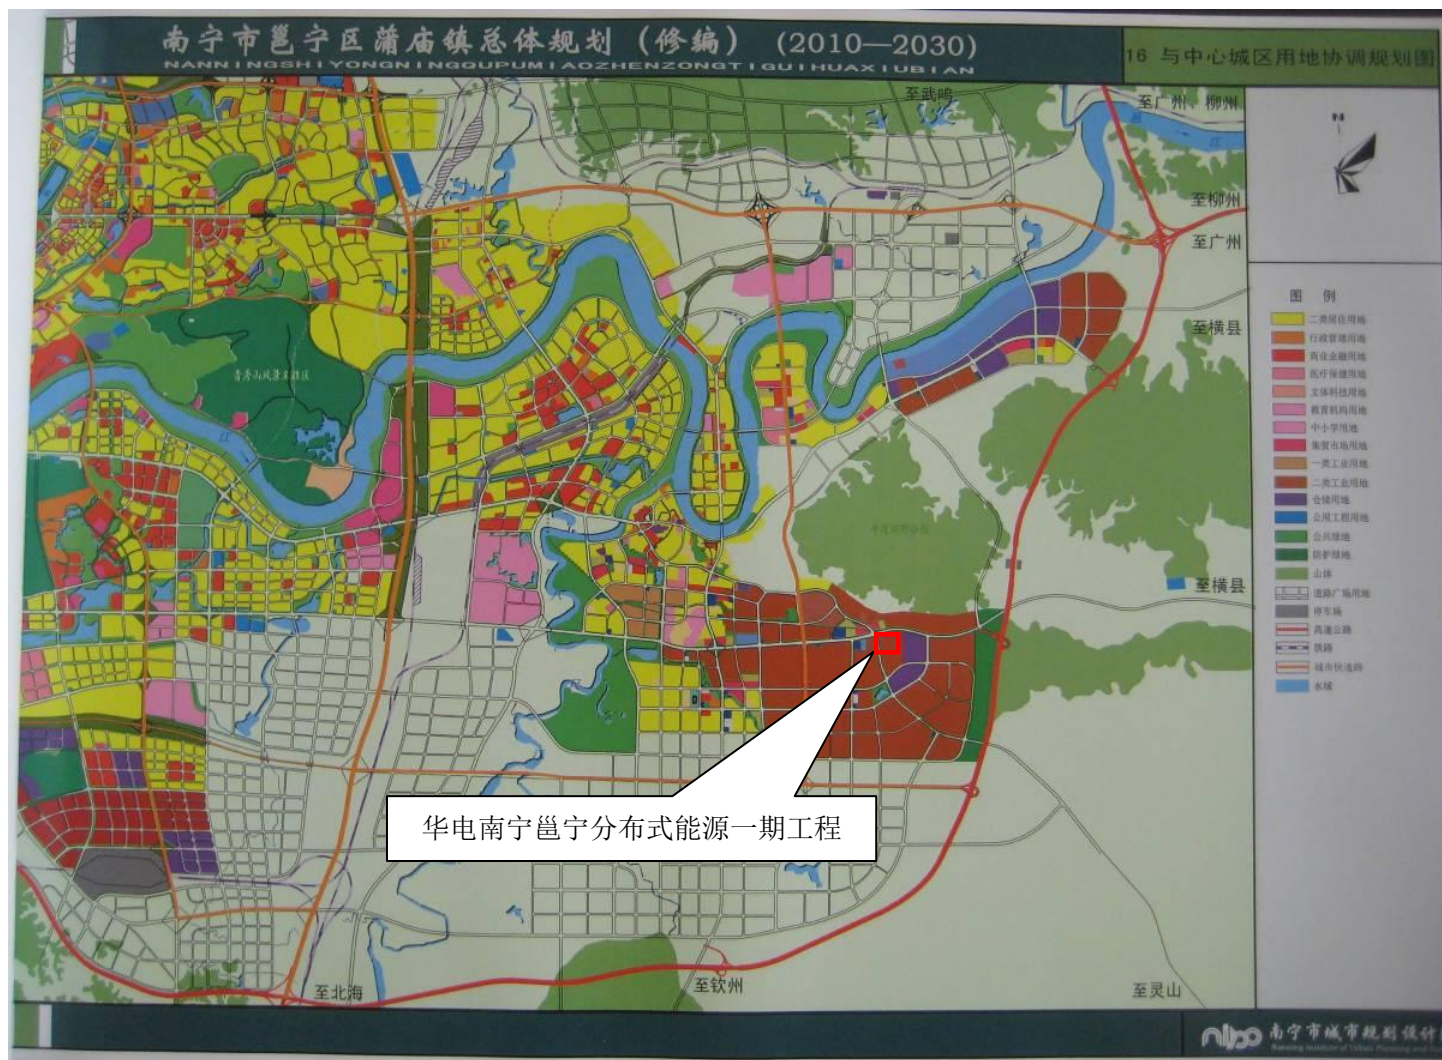 南宁市邕宁区蒲庙镇总体规划（修编）（2010—2030）
NANNINGSHIYONGNINGQUPUMIAOZHENZONGTIGUIHUAXIUBIAN
16 与中心城区用地协调规划图
至武鸣
至广州、柳州
邕
江
至柳州
至广州
至横县
青秀山风景名胜区
江
至横县
图 例
二类居住用地
行政管理用地
商业金融用地
医疗保健用地
文体科技用地
教育机构用地
中小学用地
集贸市场用地
一类工业用地
二类工业用地
仓储用地
公用工程用地
公共绿地
防护绿地
山体
道路广场用地
停车场
高速公路
铁路
城市快速路
水域
华电南宁邕宁分布式能源一期工程
至北海
至钦州
至灵山
南宁市城市规划设计